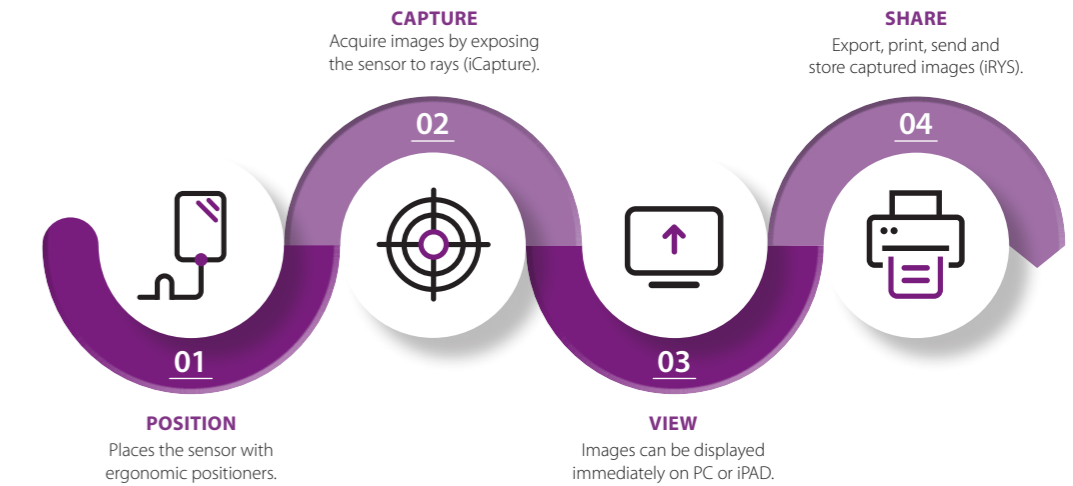 01
POSITION
Places the sensor with
ergonomic positioners.
CAPTURE
Acquire images by exposing
the sensor to rays (iCapture).
02
03
VIEW
Images can be displayed
immediately on PC or iPAD.
SHARE
Export, print, send and
store captured images (iRYS).
04